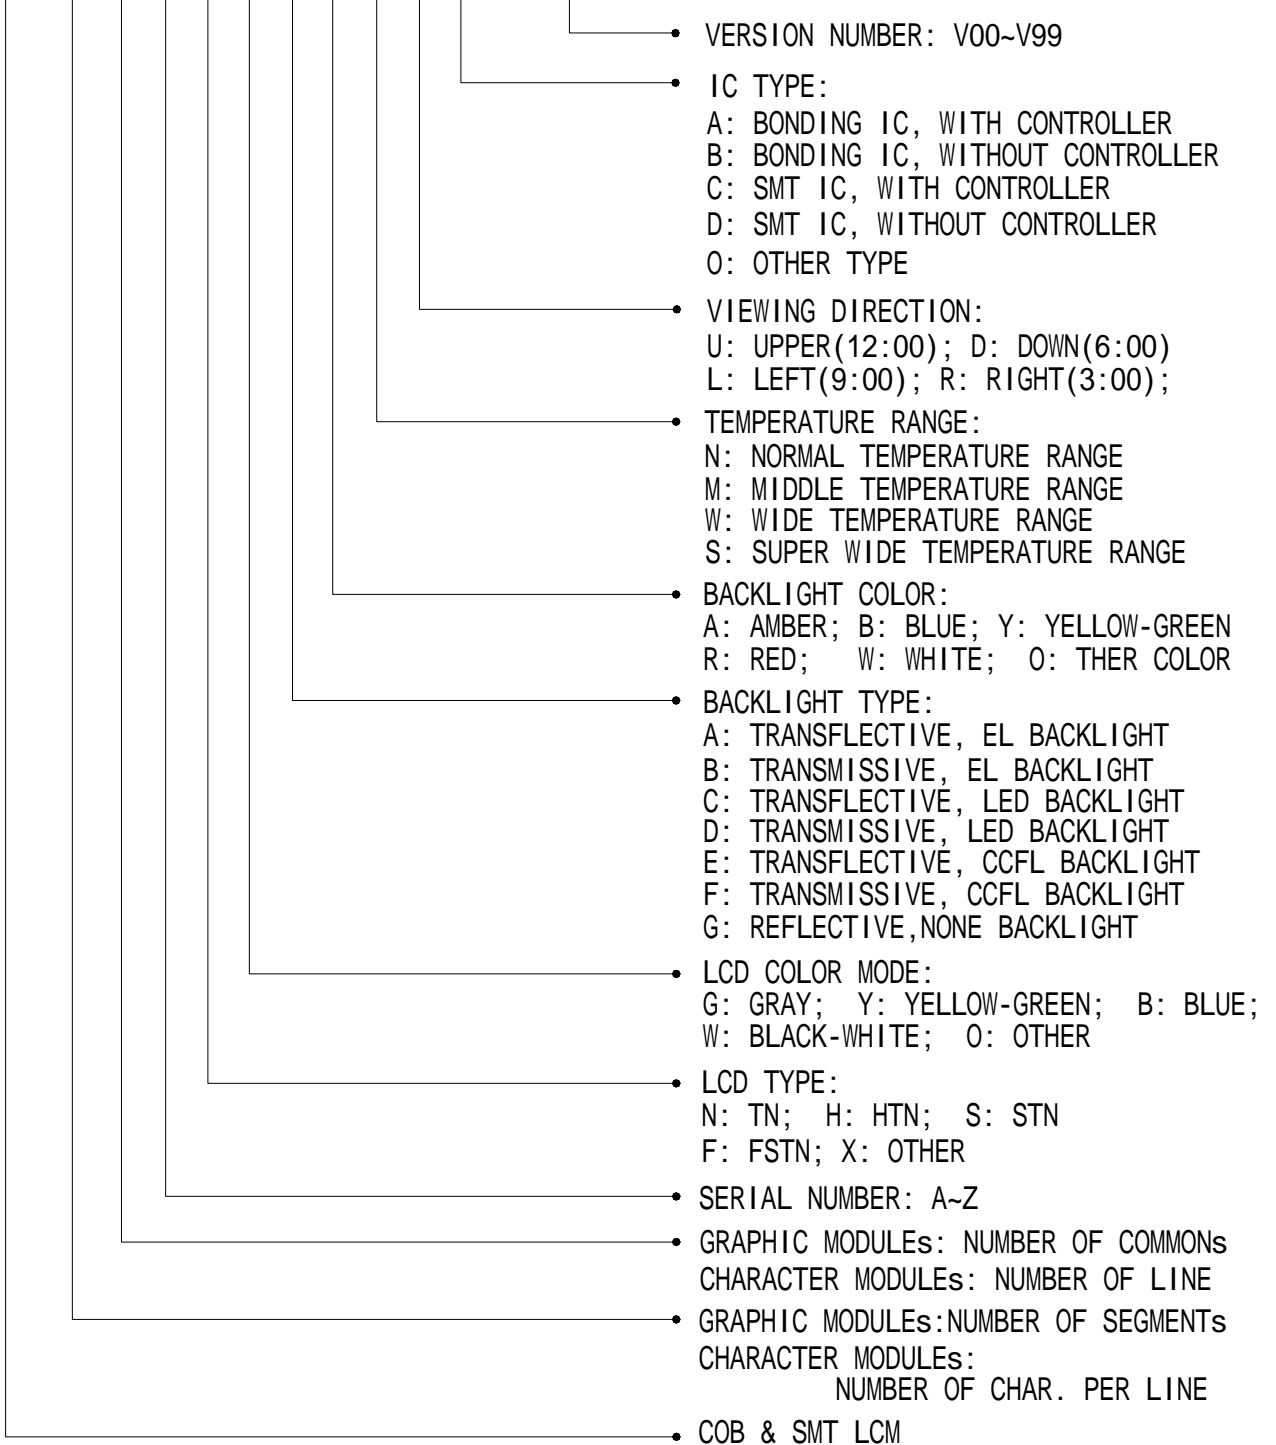 VERSION NUMBER: V00~V99
IC TYPE:
A: BONDING IC, WITH CONTROLLER
B: BONDING IC, WITHOUT CONTROLLER
C: SMT IC, WITH CONTROLLER
D: SMT IC, WITHOUT CONTROLLER
O: OTHER TYPE
VIEWING DIRECTION:
U: UPPER(12:00); D: DOWN(6:00)
L: LEFT(9:00); R: RIGHT(3:00);
TEMPERATURE RANGE:
N: NORMAL TEMPERATURE RANGE
M: MIDDLE TEMPERATURE RANGE
W: WIDE TEMPERATURE RANGE
S: SUPER WIDE TEMPERATURE RANGE
BACKLIGHT COLOR:
A: AMBER; B: BLUE; Y: YELLOW-GREEN
R: RED; W: WHITE; O: THER COLOR
BACKLIGHT TYPE:
A: TRANSFLECTIVE, EL BACKLIGHT
B: TRANSMISSIVE, EL BACKLIGHT
C: TRANSFLECTIVE, LED BACKLIGHT
D: TRANSMISSIVE, LED BACKLIGHT
E: TRANSFLECTIVE, CCFL BACKLIGHT
F: TRANSMISSIVE, CCFL BACKLIGHT
G: REFLECTIVE,NONE BACKLIGHT
LCD COLOR MODE:
G: GRAY; Y: YELLOW-GREEN; B: BLUE;
W: BLACK-WHITE; O: OTHER
LCD TYPE:
N: TN; H: HTN; S: STN
F: FSTN; X: OTHER
SERIAL NUMBER: A~Z
GRAPHIC MODULEs: NUMBER OF COMMONs
CHARACTER MODULEs: NUMBER OF LINE
GRAPHIC MODULEs:NUMBER OF SEGMENTs
CHARACTER MODULEs:
NUMBER OF CHAR. PER LINE
COB & SMT LCM